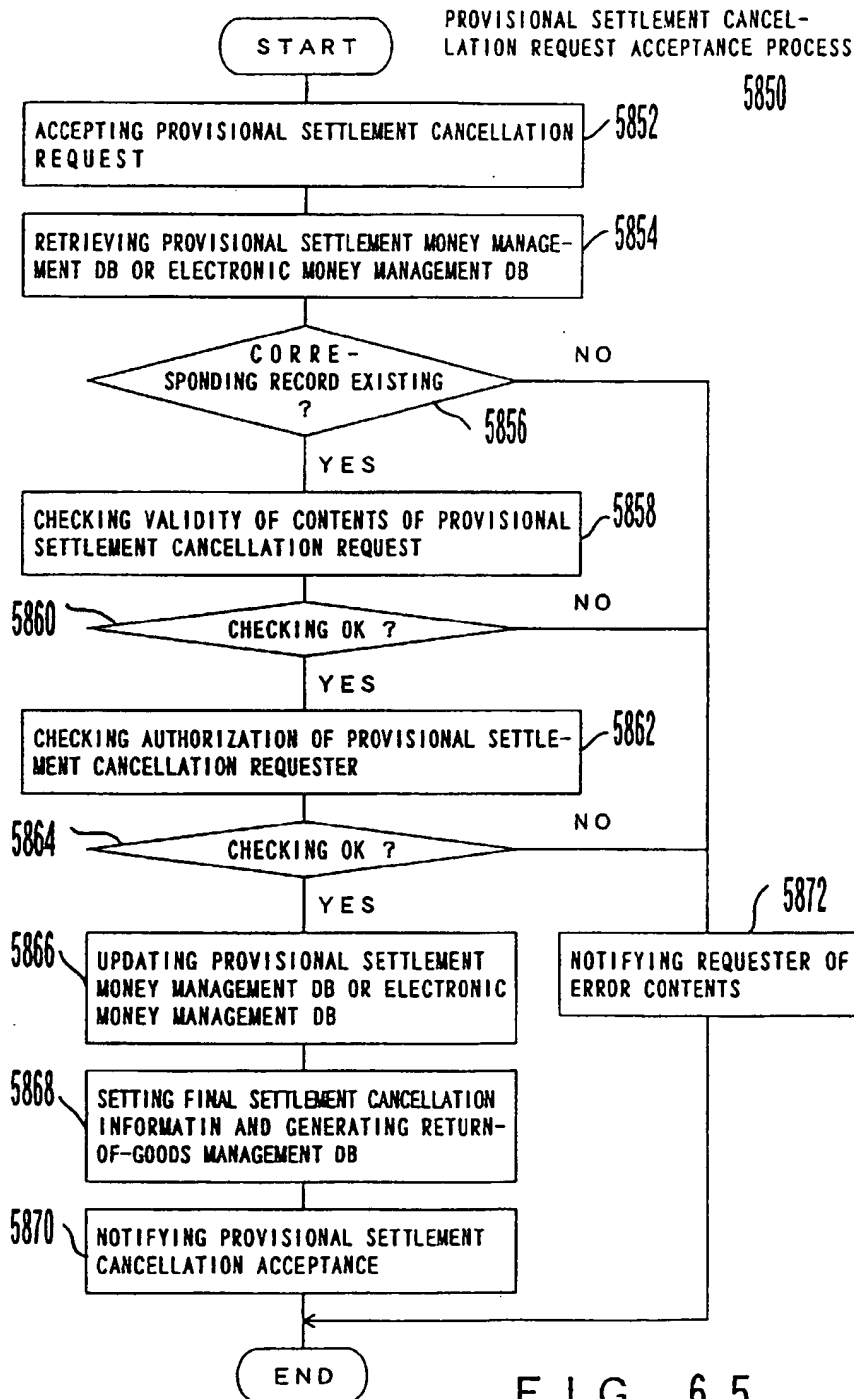 PROVISIONAL SETTLEMENT CANCEL-
LATION REQUEST ACCEPTANCE PROCESS
5850
START
ACCEPTING PROVISIONAL SETTLEMENT CANCELLATION
REQUEST
5852
RETRIEVING PROVISIONAL SETTLEMENT MONEY MANAGE-
MENT DB OR ELECTRONIC MONEY MANAGEMENT DB
5854
CORRE-
SPONDING RECORD EXISTING
?
NO
5856
YES
CHECKING VALIDITY OF CONTENTS OF PROVISIONAL
SETTLEMENT CANCELLATION REQUEST
5858
5860
CHECKING OK ?
NO
YES
CHECKING AUTHORIZATION OF PROVISIONAL SETTLE-
MENT CANCELLATION REQUESTER
5862
5864
CHECKING OK ?
NO
YES
5866
UPDATING PROVISIONAL SETTLEMENT
MONEY MANAGEMENT DB OR ELECTRONIC
MONEY MANAGEMENT DB
5872
NOTIFYING REQUESTER OF
ERROR CONTENTS
5868
SETTING FINAL SETTLEMENT CANCELLATION
INFORMATIN AND GENERATING RETURN-
OF-GOODS MANAGEMENT DB
5870
NOTIFYING PROVISIONAL SETTLEMENT
CANCELLATION ACCEPTANCE
END
FIG. 65